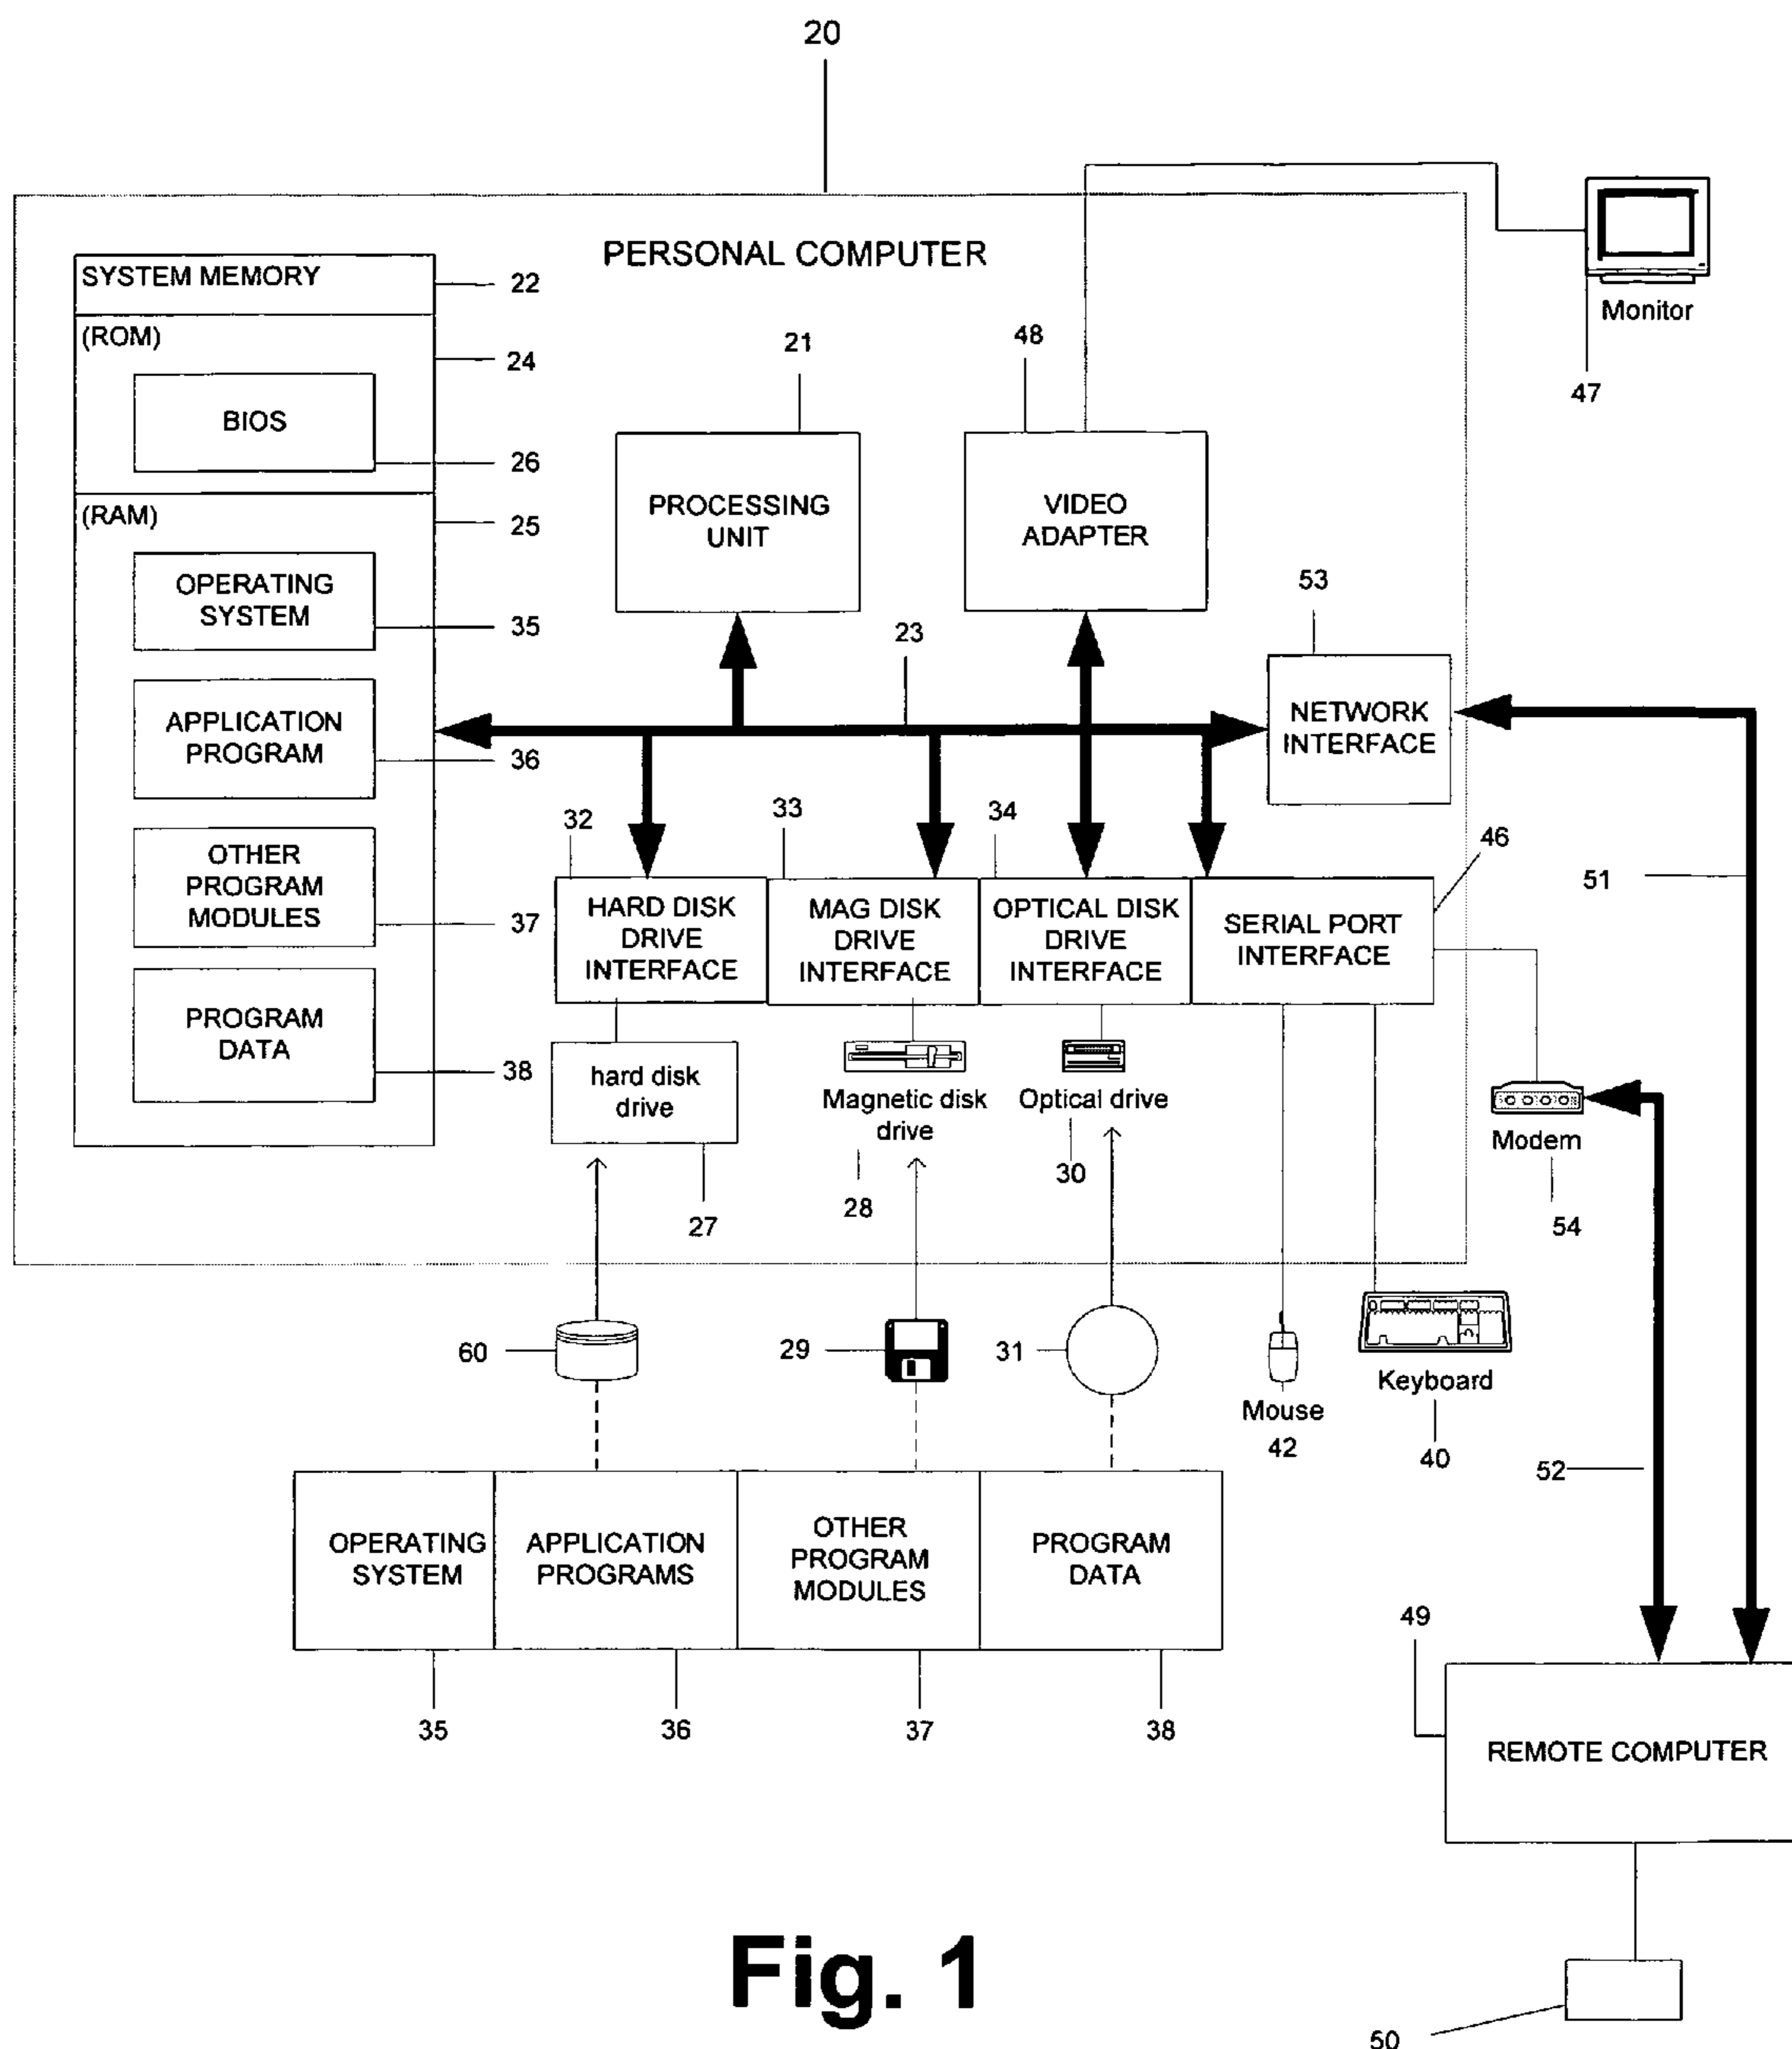 20
PERSONAL COMPUTER
SYSTEM MEMORY
22
(ROM)
24
BIOS
26
(RAM)
25
OPERATING
SYSTEM
35
APPLICATION
PROGRAM
36
OTHER
PROGRAM
MODULES
37
PROGRAM
DATA
38
21
PROCESSING
UNIT
48
VIDEO
ADAPTER
Monitor
47
23
53
NETWORK
INTERFACE
32
HARD DISK
DRIVE
INTERFACE
33
MAG DISK
DRIVE
INTERFACE
34
OPTICAL DISK
DRIVE
INTERFACE
46
SERIAL PORT
INTERFACE
51
hard disk
drive
27
Magnetic disk
drive
28
Optical drive
30
Modem
54
60
29
31
Mouse
42
Keyboard
40
52
OPERATING
SYSTEM
APPLICATION
PROGRAMS
OTHER
PROGRAM
MODULES
PROGRAM
DATA
35
36
37
38
49
REMOTE COMPUTER
50
Fig. 1